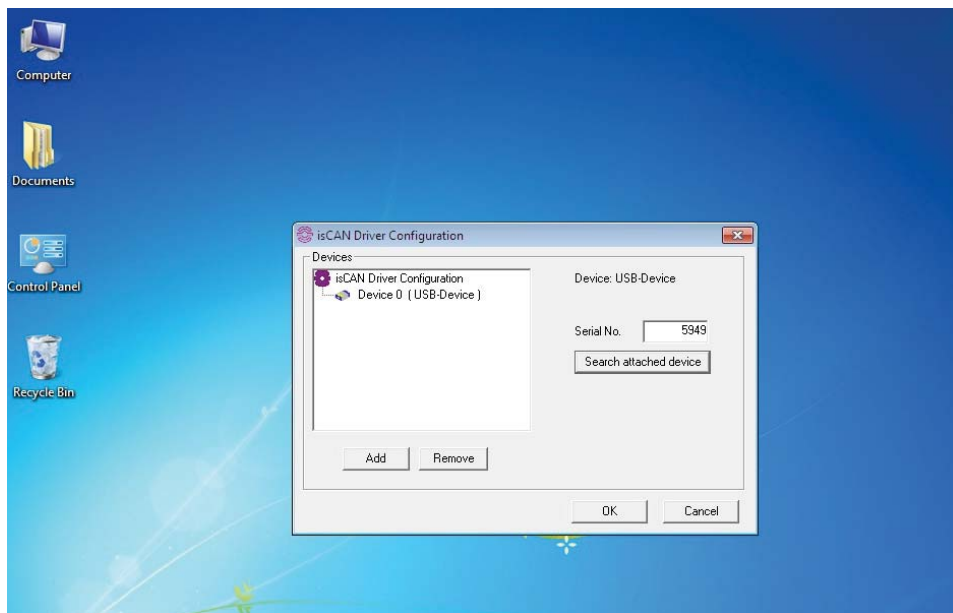 Computer
Documents
Control Panel
Recycle Bin
isCAN Driver Configuration
Devices
isCAN Driver Configuration
Device 0 ( USB-Device )
Device: USB-Device
Serial No. 5949
Search attached device
Add Remove
OK Cancel